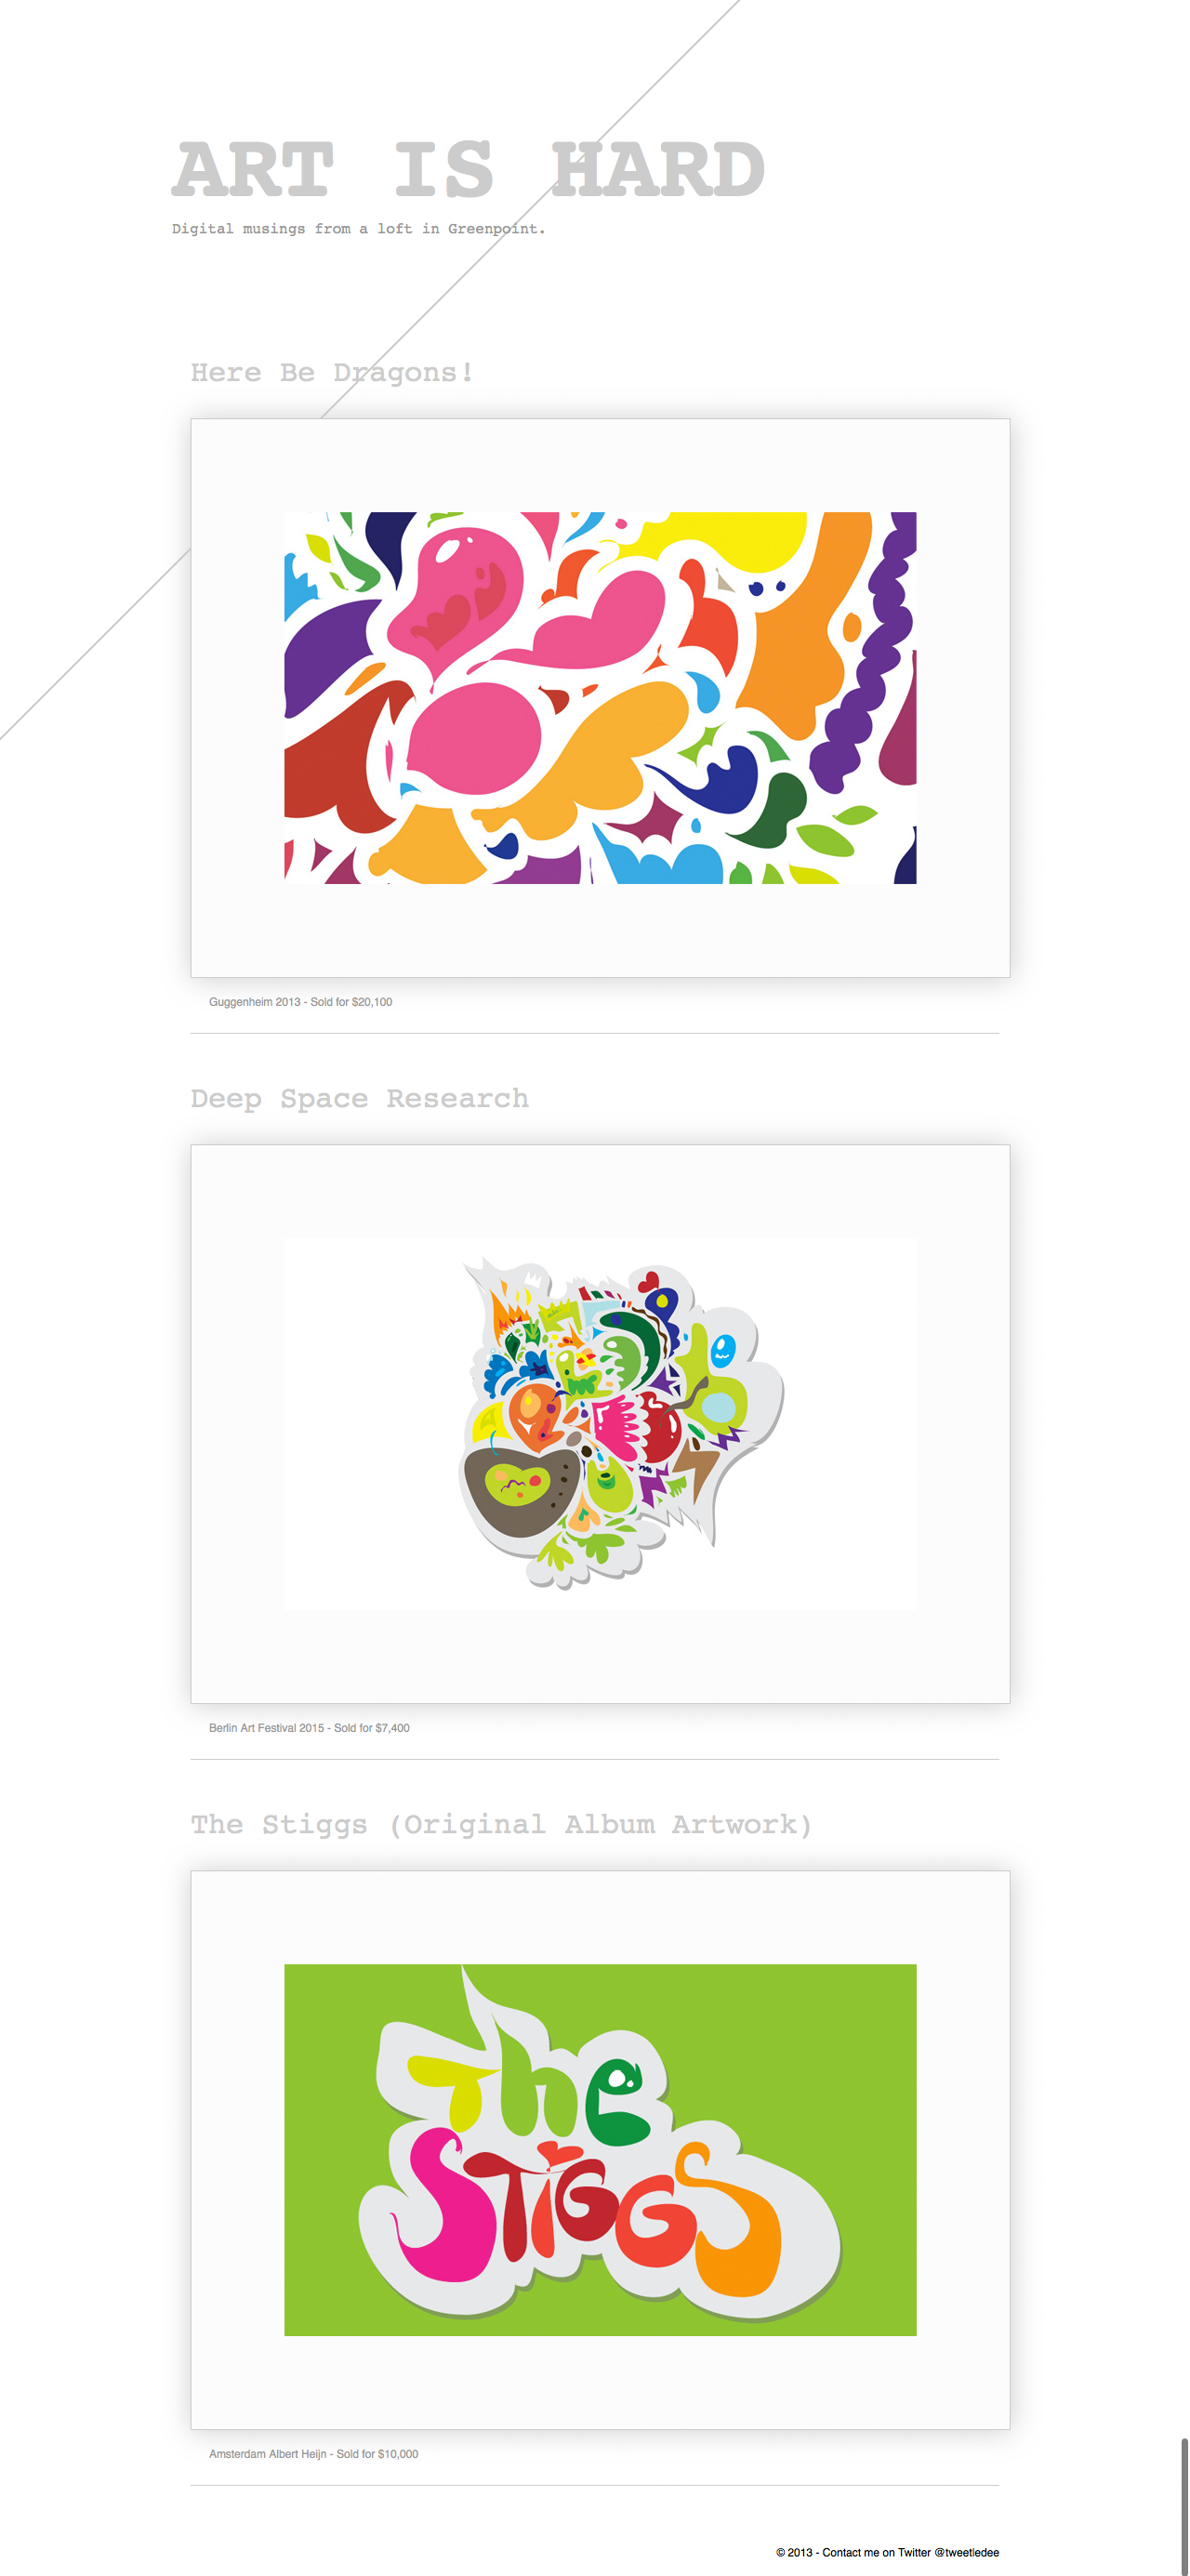 ART IS HARD
Digital musings from a loft in Greenpoint.
Here Be Dragons!
Guggenheim 2013 - Sold for $20,100
Deep Space Research
Berlin Art Festival 2015 - Sold for $7,400
The Stiggs (Original Album Artwork)
The
STiGGS
Amsterdam Albert Heijn - Sold for $10,000
© 2013 - Contact me on Twitter @tweetledee